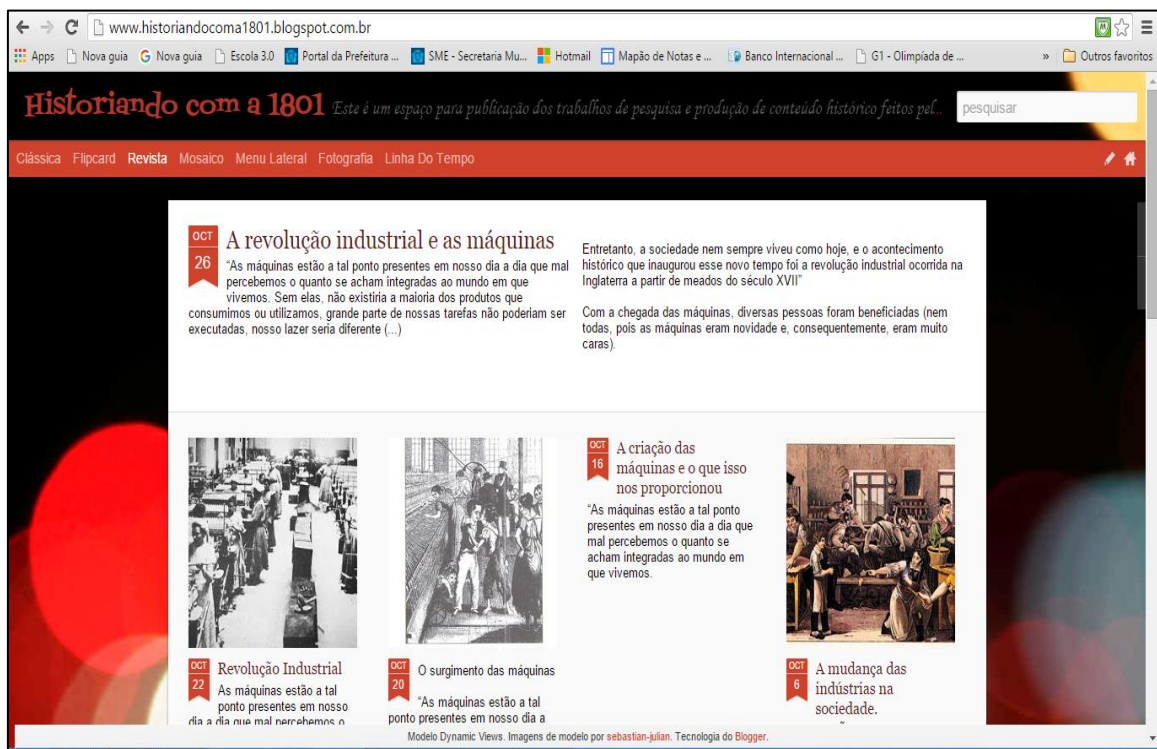 www.historiandocoma1801.blogspot.com.br
Apps Nova guia Nova guia Escola 3.0 Portal da Prefeitura ... SME - Secretaria Mu... Hotmail Mapão de Notas e ... Banco Internacional ... G1 - Olimpíada de ... » Outros favoritos
Historiando com a 1801 Este é um espaço para publicação dos trabalhos de pesquisa e produção de conteúdo histórico feitos pel... pesquisar
Clássica Flipcard Revista Mosaico Menu Lateral Fotografia Linha Do Tempo
OCT
26
A revolução industrial e as máquinas
“As máquinas estão a tal ponto presentes em nosso dia a dia que mal
percebemos o quanto se acham integradas ao mundo em que
vivemos. Sem elas, não existiria a maioria dos produtos que
consumimos ou utilizamos, grande parte de nossas tarefas não poderiam ser
executadas, nosso lazer seria diferente (...)
Entretanto, a sociedade nem sempre viveu como hoje, e o acontecimento
histórico que inaugurou esse novo tempo foi a revolução industrial ocorrida na
Inglaterra a partir de meados do século XVII”
Com a chegada das máquinas, diversas pessoas foram beneficiadas (nem
todas, pois as máquinas eram novidade e, consequentemente, eram muito
caras).
OCT
22
Revolução Industrial
As máquinas estão a tal
ponto presentes em nosso
dia a dia que mal percebemos o
OCT
20
O surgimento das máquinas
“As máquinas estão a tal
ponto presentes em nosso dia a
OCT
16
A criação das
máquinas e o que isso
nos proporcionou
“As máquinas estão a tal ponto
presentes em nosso dia a dia que
mal percebemos o quanto se
acham integradas ao mundo em
que vivemos.
OCT
6
A mudança das
indústrias na
sociedade.
Modelo Dynamic Views. Imagens de modelo por sebastian-julian. Tecnologia do Blogger.